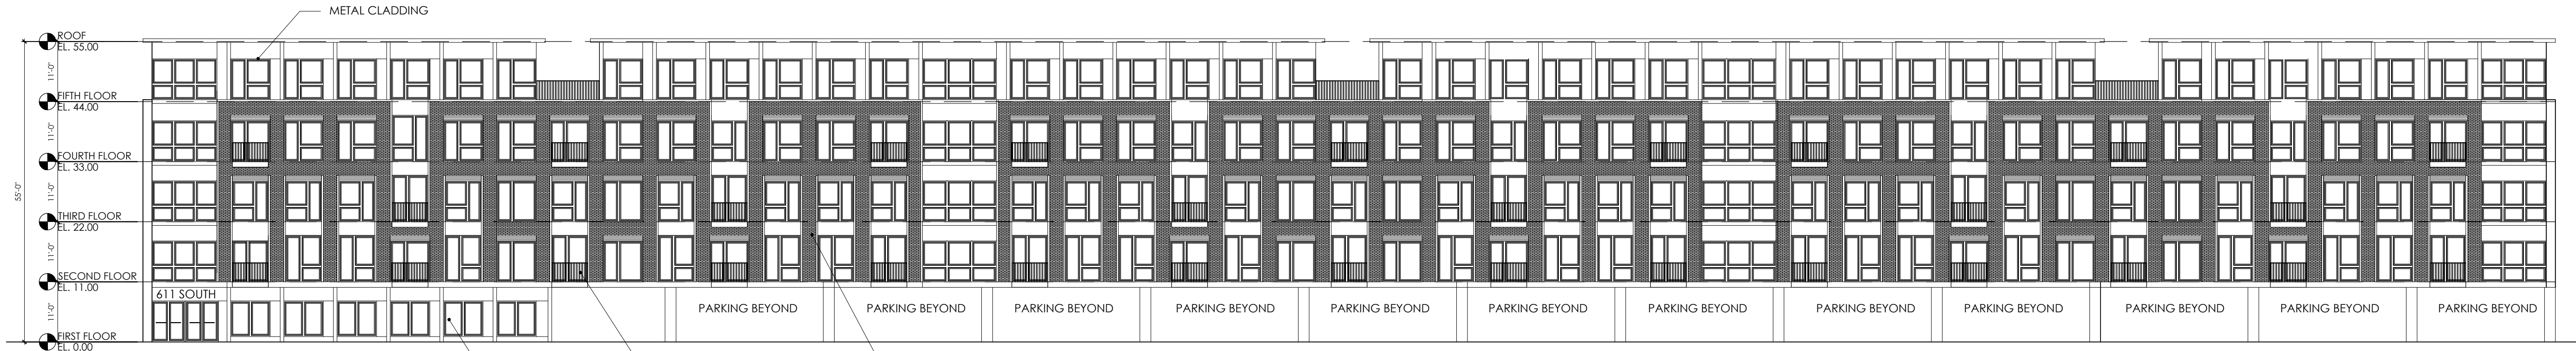 METAL CLADDING
ROOF
EL. 55.00
11'-0"
FIFTH FLOOR
EL. 44.00
11'-0"
FOURTH FLOOR
EL. 33.00
55'-0"
11'-0"
THIRD FLOOR
EL. 22.00
11'-0"
SECOND FLOOR
EL. 11.00
611 SOUTH
11'-0"
PARKING BEYOND
PARKING BEYOND
PARKING BEYOND
PARKING BEYOND
PARKING BEYOND
PARKING BEYOND
PARKING BEYOND
PARKING BEYOND
PARKING BEYOND
PARKING BEYOND
PARKING BEYOND
PARKING BEYOND
FIRST FLOOR
EL. 0.00